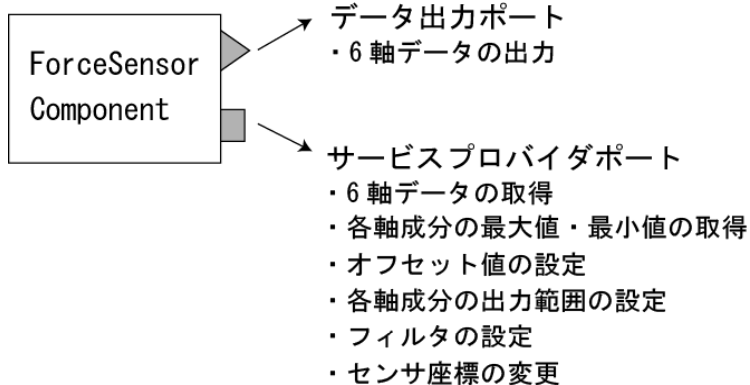 ForceSensor
Component
データ出力ポート
・6軸データの出力
サービスプロバイダポート
・6軸データの取得
・各軸成分の最大値・最小値の取得
・オフセット値の設定
・各軸成分の出力範囲の設定
・フィルタの設定
・センサ座標の変更